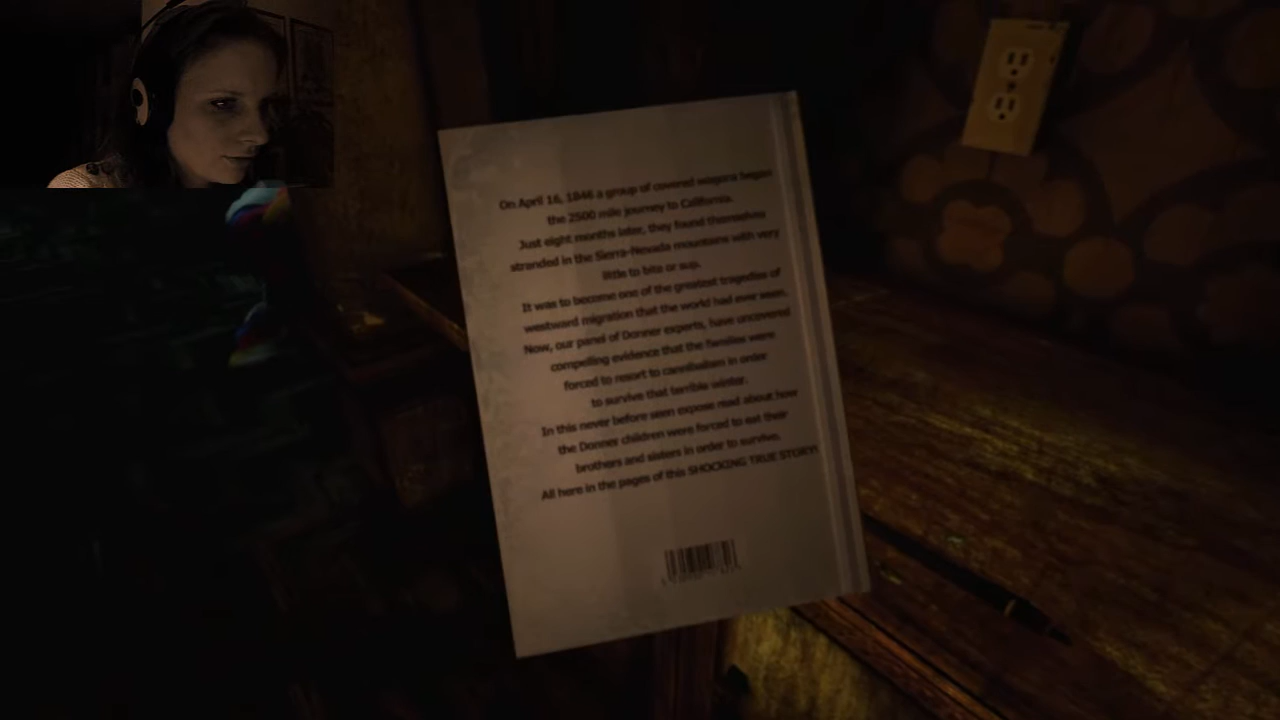 On April 16, 1846 a group of covered wagons began
the 2500 mile journey to California.
Just eight months later, they found themselves
stranded in the Sierra-Nevada mountains with very
little to bite or sup.
It was to become one of the greatest tragedies of
westward migration that the world had ever seen.
Now, our panel of Donner experts, have uncovered
compelling evidence that the families were
forced to resort to cannibalism in order
to survive that terrible winter.
In this never before seen expose read about how
the Donner children were forced to eat their
brothers and sisters in order to survive.
All here in the pages of this SHOCKING TRUE STORY!